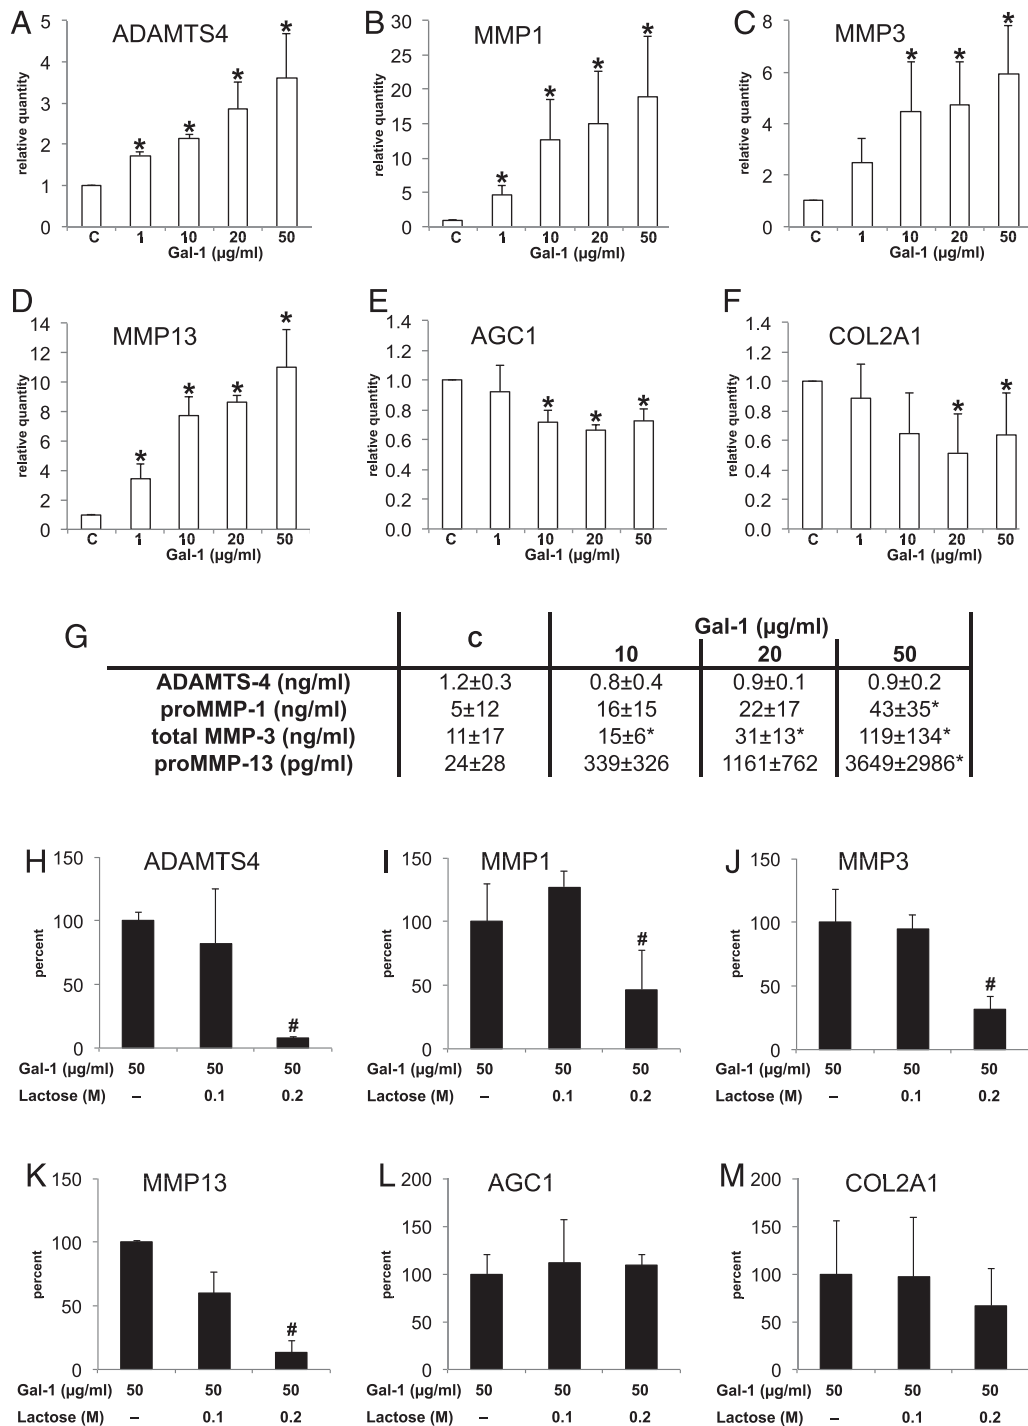 A ADAMTS4
relative quantity
5
4
3
2
1
0
* * * *
C 1 10 20 50
Gal-1 (µg/ml)
B MMP1
relative quantity
30
25
20
15
10
5
0
* * * *
C 1 10 20 50
Gal-1 (µg/ml)
C MMP3
relative quantity
8
6
4
2
0
* * *
C 1 10 20 50
Gal-1 (µg/ml)
D MMP13
relative quantity
14
12
10
8
6
4
2
0
* * * *
C 1 10 20 50
Gal-1 (µg/ml)
E AGC1
relative quantity
1.4
1.2
1.0
0.8
0.6
0.4
0.2
0.0
* * *
C 1 10 20 50
Gal-1 (µg/ml)
F COL2A1
relative quantity
1.4
1.2
1.0
0.8
0.6
0.4
0.2
0.0
* *
C 1 10 20 50
Gal-1 (µg/ml)
G
C Gal-1 (µg/ml)
10 20 50
ADAMTS-4 (ng/ml) 1.2±0.3 0.8±0.4 0.9±0.1 0.9±0.2
proMMP-1 (ng/ml) 5±12 16±15 22±17 43±35*
total MMP-3 (ng/ml) 11±17 15±6* 31±13* 119±134*
proMMP-13 (pg/ml) 24±28 339±326 1161±762 3649±2986*
H ADAMTS4
percent
150
100
50
0
#
Gal-1 (µg/ml) 50 50 50
Lactose (M) – 0.1 0.2
I MMP1
percent
150
100
50
0
#
Gal-1 (µg/ml) 50 50 50
Lactose (M) – 0.1 0.2
J MMP3
percent
150
100
50
0
#
Gal-1 (µg/ml) 50 50 50
Lactose (M) – 0.1 0.2
K MMP13
percent
150
100
50
0
#
Gal-1 (µg/ml) 50 50 50
Lactose (M) – 0.1 0.2
L AGC1
percent
200
150
100
50
0
Gal-1 (µg/ml) 50 50 50
Lactose (M) – 0.1 0.2
M COL2A1
percent
200
150
100
50
0
Gal-1 (µg/ml) 50 50 50
Lactose (M) – 0.1 0.2